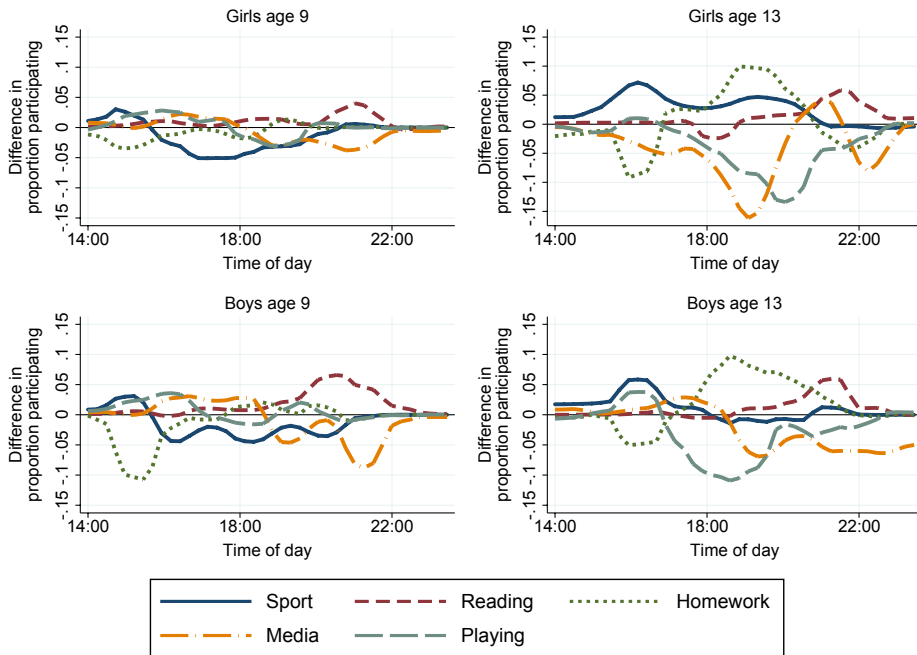 Girls age 9
Difference in
proportion participating
.15
.1
.05
0
-.05
-.1
-.15
14:00 18:00 22:00
Time of day
Girls age 13
Difference in
proportion participating
.15
.1
.05
0
-.05
-.1
-.15
14:00 18:00 22:00
Time of day
Boys age 9
Difference in
proportion participating
.15
.1
.05
0
-.05
-.1
-.15
14:00 18:00 22:00
Time of day
Boys age 13
Difference in
proportion participating
.15
.1
.05
0
-.05
-.1
-.15
14:00 18:00 22:00
Time of day
Sport Reading Homework
Media Playing